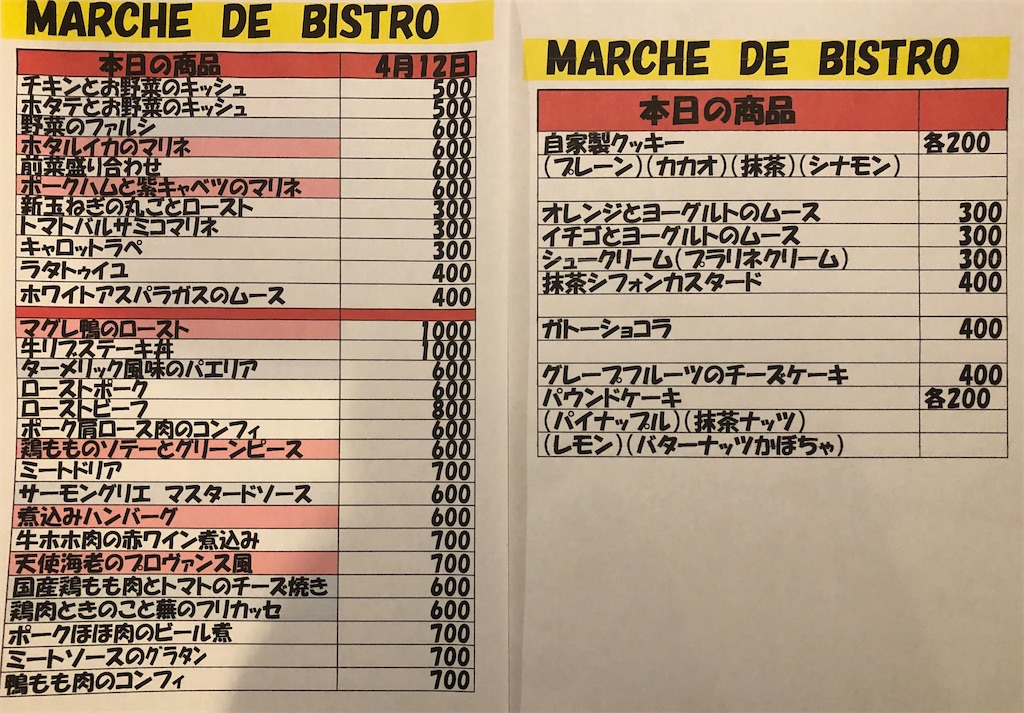 MARCHE DE BISTRO
本日の商品 4月12日
チキンとお野菜のキッシュ 500
ホタテとお野菜のキッシュ 500
野菜のファルシ 600
ホタルイカのマリネ 600
前菜盛り合わせ 600
ポークハムと紫キャベツのマリネ 600
新玉ねぎの丸ごとロースト 300
トマトバルサミコマリネ 300
キャロットラペ 300
ラタトゥイユ 400
ホワイトアスパラガスのムース 400
マグレ鴨のロースト 1000
牛リブステーキ丼 1000
ターメリック風味のパエリア 600
ローストポーク 600
ローストビーフ 800
ポーク肩ロース肉のコンフィ 600
鶏もものソテーとグリーンピース 600
ミートドリア 700
サーモングリエ マスタードソース 600
煮込みハンバーグ 600
牛ホホ肉の赤ワイン煮込み 700
天使海老のプロヴァンス風 700
国産鶏もも肉とトマトのチーズ焼き 600
鶏肉ときのこと蕪のフリカッセ 600
ポークほほ肉のビール煮 700
ミートソースのグラタン 700
鴨もも肉のコンフィ 700
MARCHE DE BISTRO
本日の商品
自家製クッキー 各200
(プレーン)(カカオ)(抹茶)(シナモン)
オレンジとヨーグルトのムース 300
イチゴとヨーグルトのムース 300
シュークリーム(プラリネクリーム) 300
抹茶シフォンカスタード 400
ガトーショコラ 400
グレープフルーツのチーズケーキ 400
パウンドケーキ 各200
(パイナップル)(抹茶ナッツ)
(レモン)(バターナッツかぼちゃ)